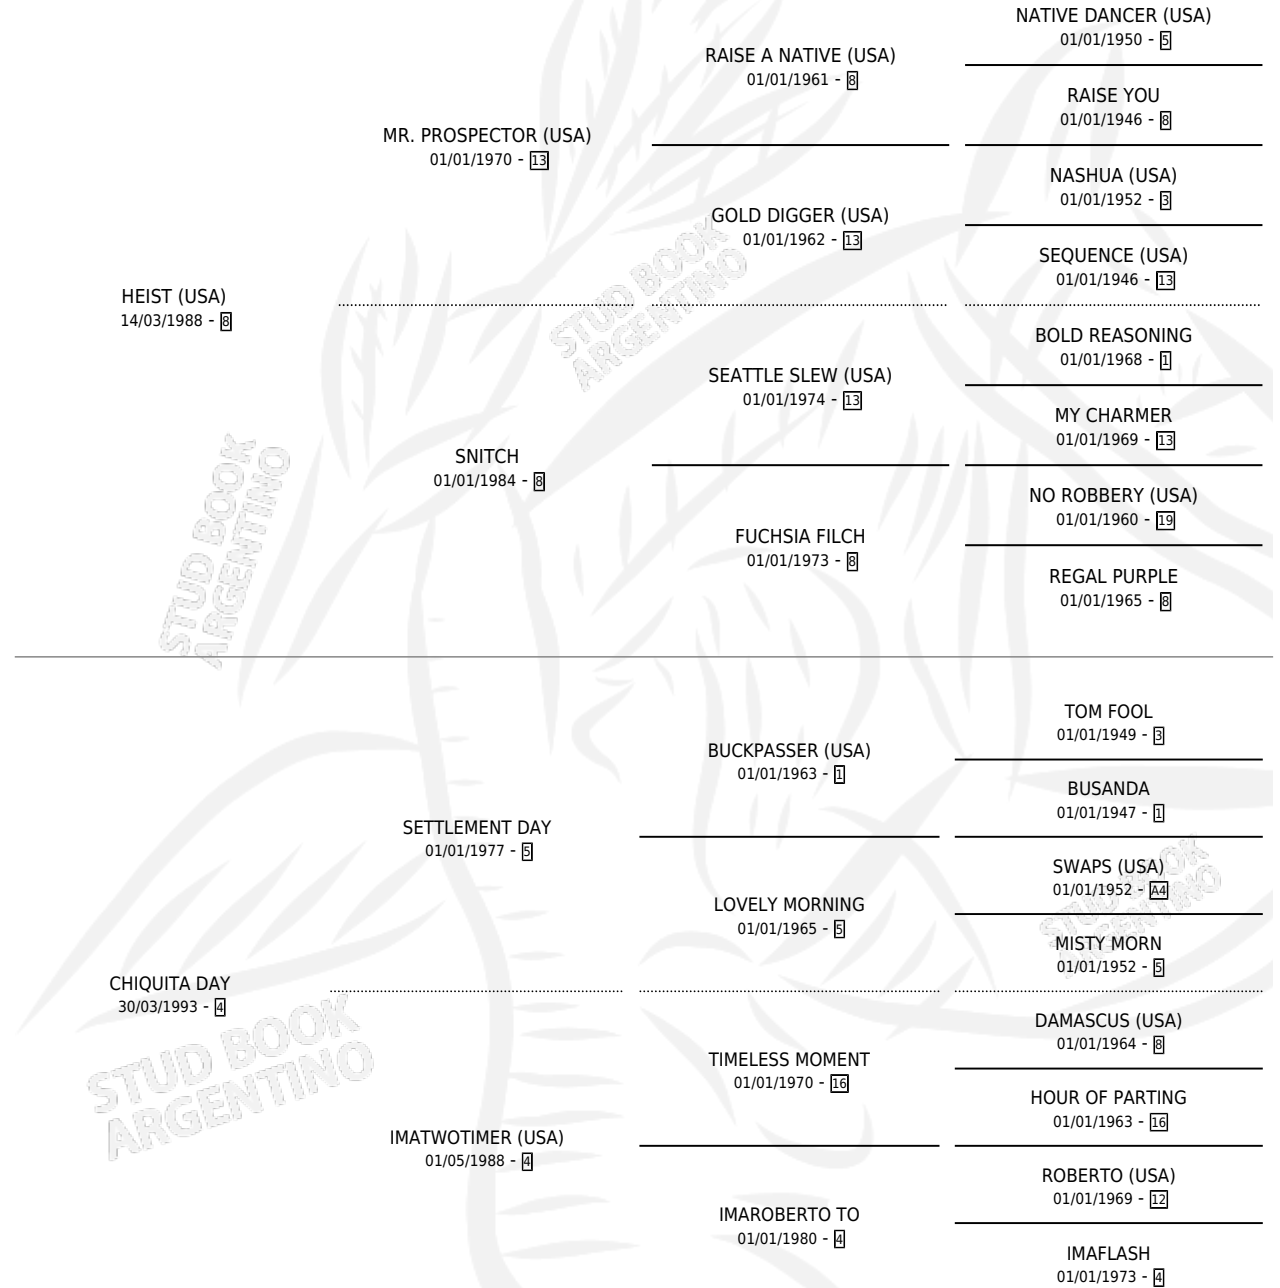 NATIVE DANCER (USA)
01/01/1950 - 5
RAISE A NATIVE (USA)
01/01/1961 - 8
RAISE YOU
01/01/1946 - 8
MR. PROSPECTOR (USA)
01/01/1970 - 13
NASHUA (USA)
01/01/1952 - 3
GOLD DIGGER (USA)
01/01/1962 - 13
SEQUENCE (USA)
01/01/1946 - 13
HEIST (USA)
14/03/1988 - 8
STUD BOOK
ARGENTINO
BOLD REASONING
01/01/1968 - 1
SEATTLE SLEW (USA)
01/01/1974 - 13
MY CHARMER
01/01/1969 - 13
SNITCH
01/01/1984 - 8
NO ROBBERY (USA)
01/01/1960 - 19
FUCHSIA FILCH
01/01/1973 - 8
REGAL PURPLE
01/01/1965 - 8
STUD BOOK
ARGENTINO
TOM FOOL
01/01/1949 - 3
BUCKPASSER (USA)
01/01/1963 - 1
BUSANDA
01/01/1947 - 1
SETTLEMENT DAY
01/01/1977 - 5
SWAPS (USA)
01/01/1952 - A4
LOVELY MORNING
01/01/1965 - 5
STUD BOOK
ARGENTINO
MISTY MORN
01/01/1952 - 5
CHIQUITA DAY
30/03/1993 - 4
STUD BOOK
ARGENTINO
DAMASCUS (USA)
01/01/1964 - 8
TIMELESS MOMENT
01/01/1970 - 16
HOUR OF PARTING
01/01/1963 - 16
IMATWOTIMER (USA)
01/05/1988 - 4
ROBERTO (USA)
01/01/1969 - 12
IMAROBERTO TO
01/01/1980 - 4
IMAFLASH
01/01/1973 - 4